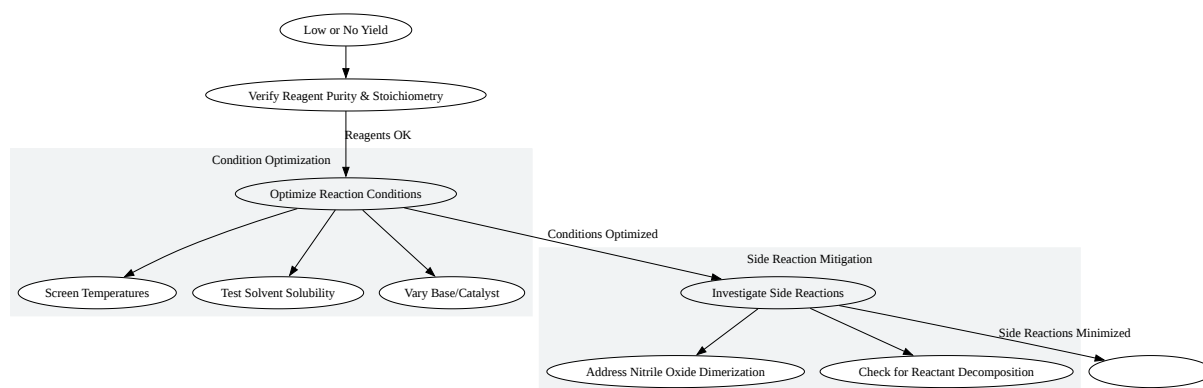 Low or No Yield
Verify Reagent Purity & Stoichiometry
Reagents OK
Condition Optimization
Optimize Reaction Conditions
Conditions Optimized
Side Reaction Mitigation
Screen Temperatures
Test Solvent Solubility
Vary Base/Catalyst
Investigate Side Reactions
Side Reactions Minimized
Address Nitrile Oxide Dimerization
Check for Reactant Decomposition